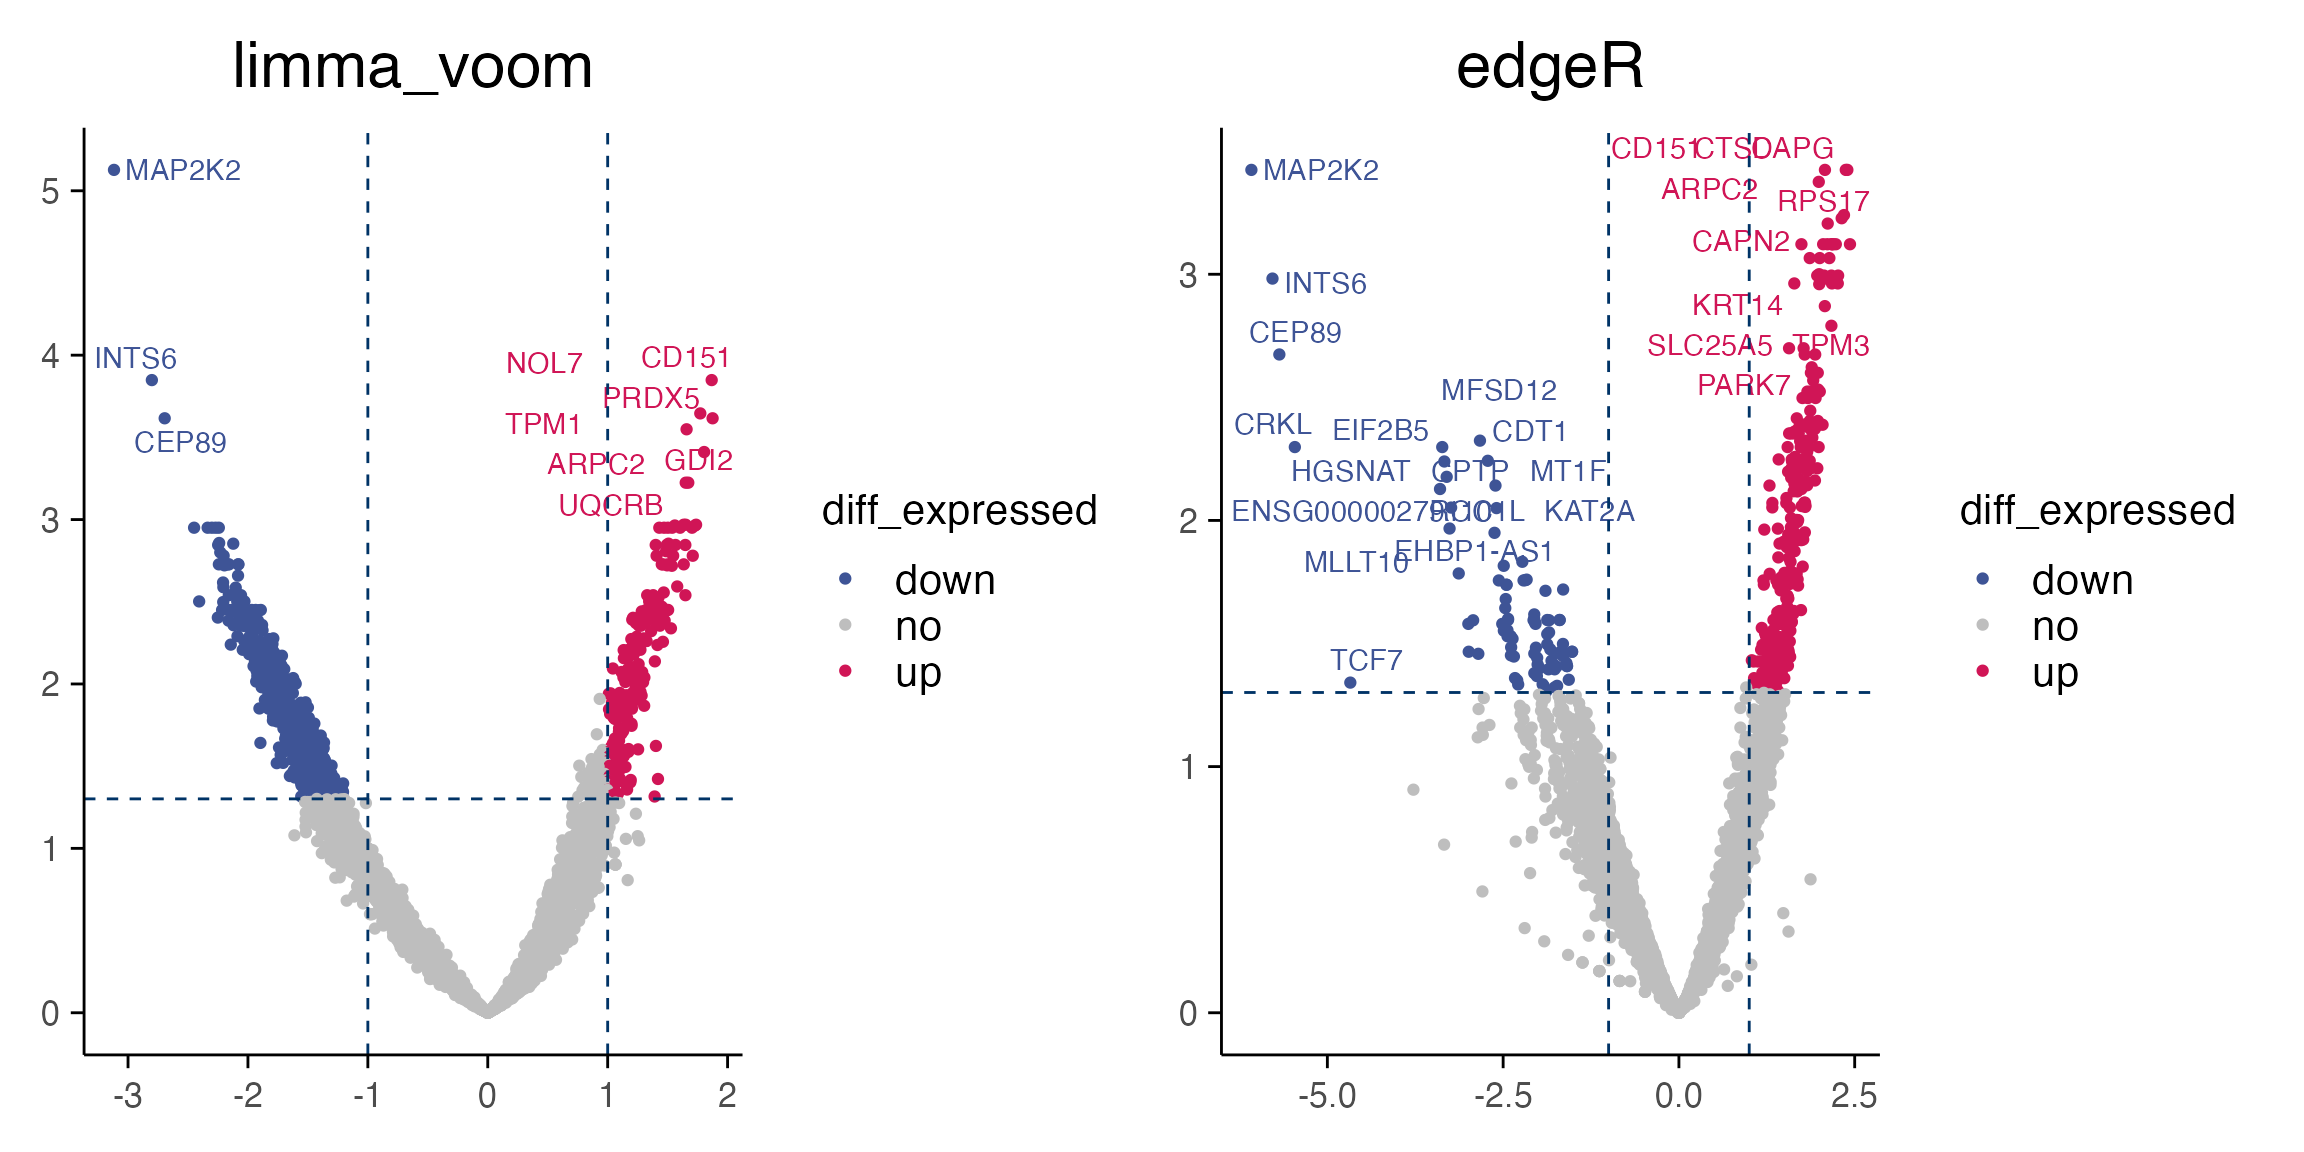 limma_voom
MAP2K2
INTS6
CEP89
NOL7
CD151
PRDX5
TPM1
ARPC2
GDI2
UQCRB
5
4
3
2
1
0
-3
-2
-1
0
1
2
diff_expressed
down
no
up
edgeR
CD151
CTSD
DAPG
MAP2K2
ARPC2
RPS17
CAPN2
INTS6
KRT14
CEP89
SLC25A5
TPM3
PARK7
MFSD12
CRKL
EIF2B5
CDT1
HGSNAT
CPTP
MT1F
KAT2A
EHBP1-AS1
MLLT10
TCF7
3
2
1
0
-5.0
-2.5
0.0
2.5
diff_expressed
down
no
up